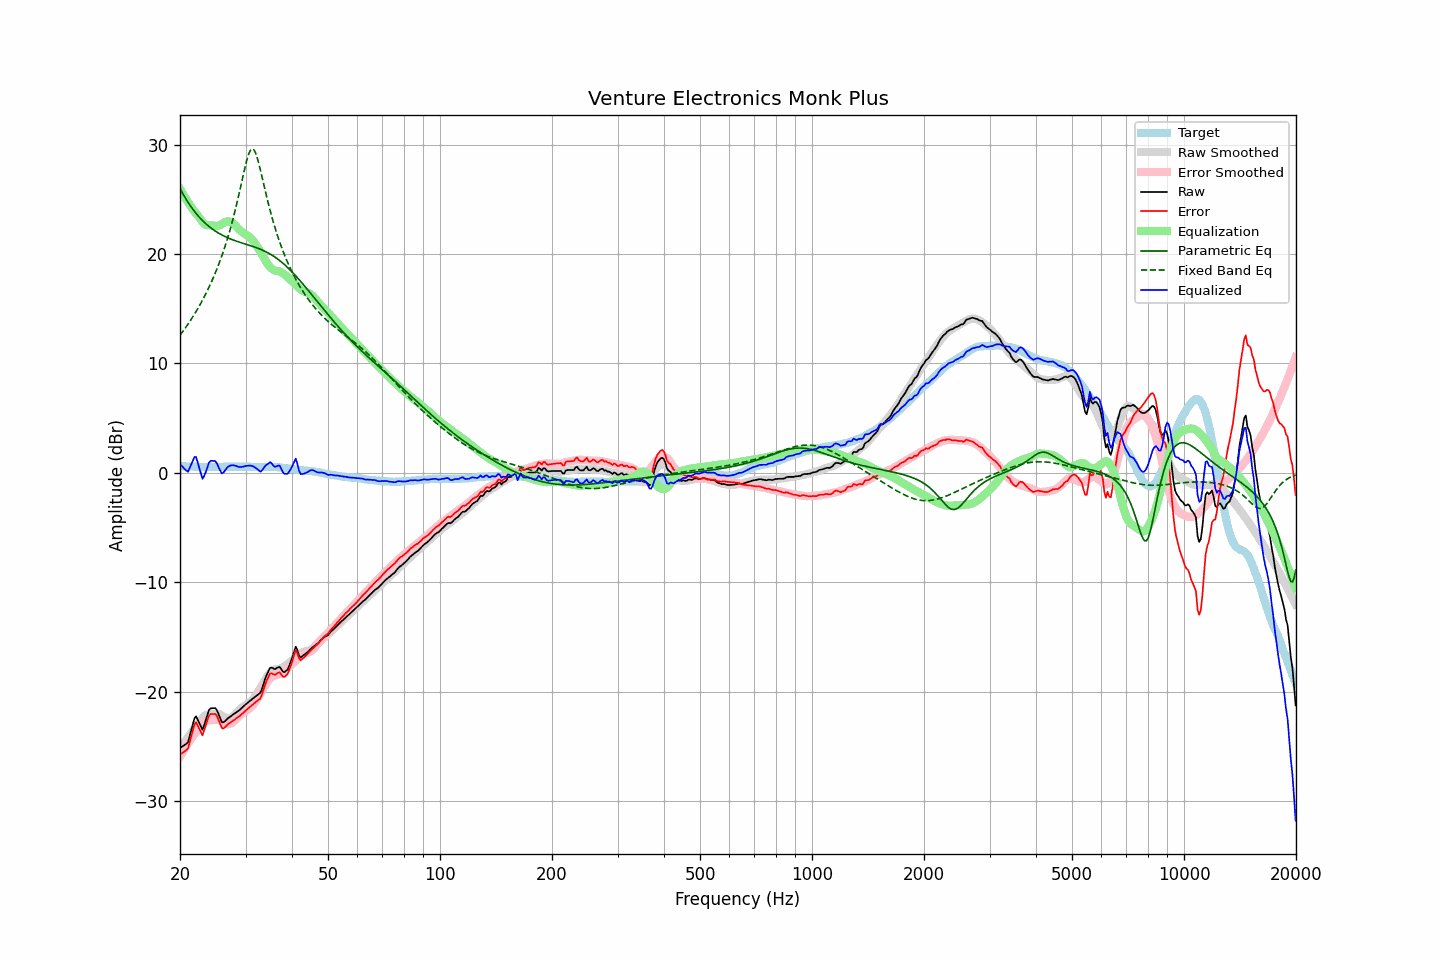 Venture Electronics Monk Plus
Target
Raw Smoothed
Error Smoothed
Raw
Error
Equalization
Parametric Eq
Fixed Band Eq
Equalized
30
20
10
0
−10
−20
−30
Amplitude (dBr)
20
50
100
200
500
1000
2000
5000
10000
20000
Frequency (Hz)